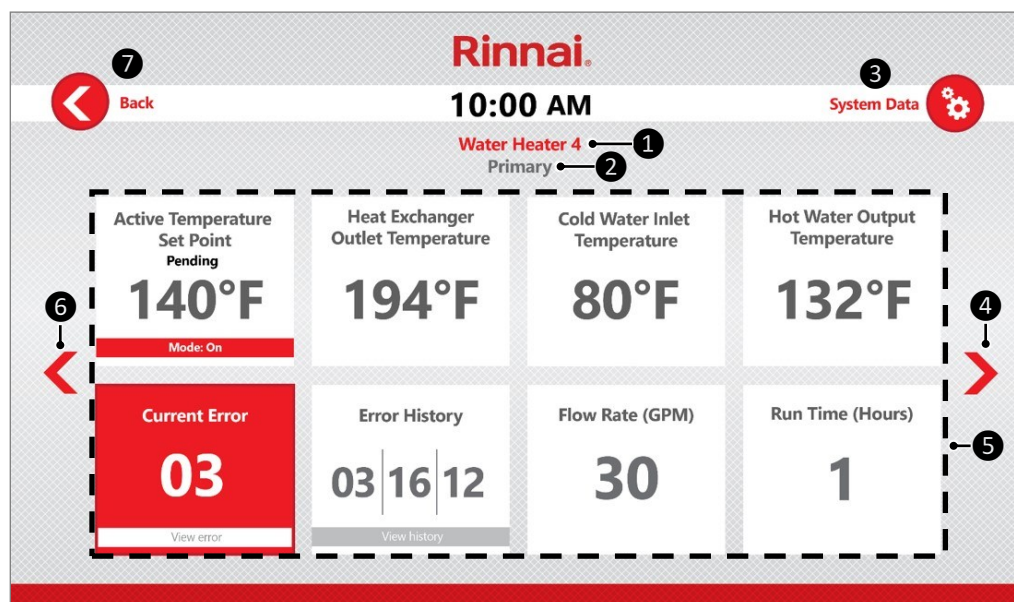 Rinnai.
7
3
Back
10:00 AM
System Data
Water Heater 4
1
Primary
2
Active Temperature
Set Point
Pending
140°F
Mode: On
Heat Exchanger
Outlet Temperature
194°F
Cold Water Inlet
Temperature
80°F
Hot Water Output
Temperature
132°F
6
4
Current Error
03
View error
Error History
03 16 12
View history
Flow Rate (GPM)
30
Run Time (Hours)
1
5